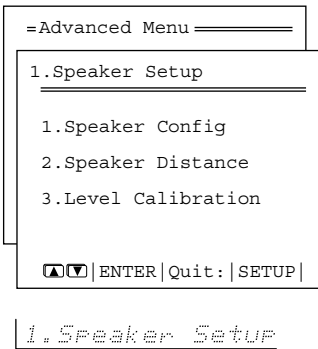 =Advanced Menu
1.Speaker Setup
1.Speaker Config
2.Speaker Distance
3.Level Calibration
▲▼|ENTER|Quit:|SETUP|
1.Speaker Setup